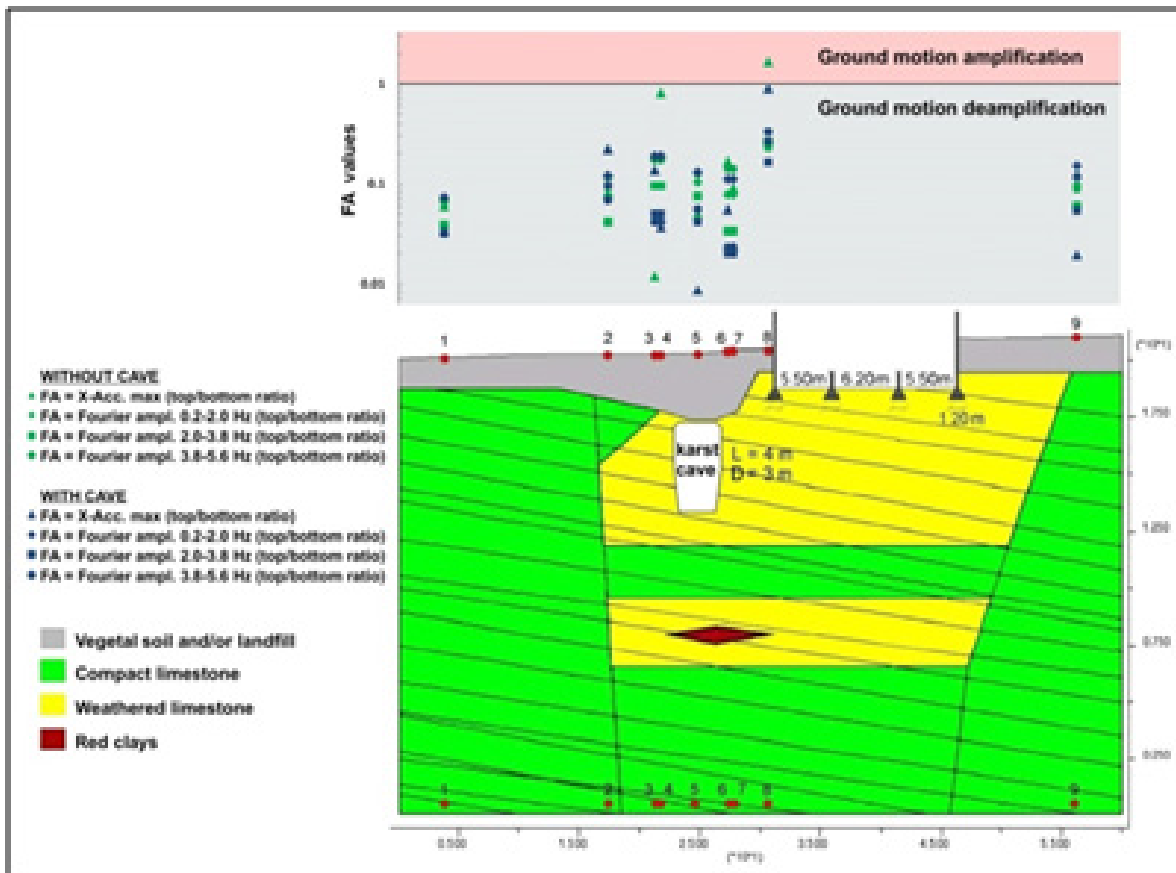 Ground motion amplification
1
Ground motion deamplification
FA values
0.5
0.05
1
2
3 4
5
6 7
8
9
("10"1)
5.50m
6.20m
5.50m
1.20m
1.750
karst
cave
L = 4 m
D = 3 m
1.250
0.750
0.250
WITHOUT CAVE
FA = X-Acc. max (top/bottom ratio)
FA = Fourier ampl. 0.2-2.0 Hz (top/bottom ratio)
FA = Fourier ampl. 2.0-3.8 Hz (top/bottom ratio)
FA = Fourier ampl. 3.8-5.6 Hz (top/bottom ratio)
WITH CAVE
FA = X-Acc. max (top/bottom ratio)
FA = Fourier ampl. 0.2-2.0 Hz (top/bottom ratio)
FA = Fourier ampl. 2.0-3.8 Hz (top/bottom ratio)
FA = Fourier ampl. 3.8-5.6 Hz (top/bottom ratio)
Vegetal soil and/or landfill
Compact limestone
Weathered limestone
Red clays
1
2
3 4
5
6 7
8
9
0.500
1.500
2.500
3.500
4.500
5.500
("10"1)